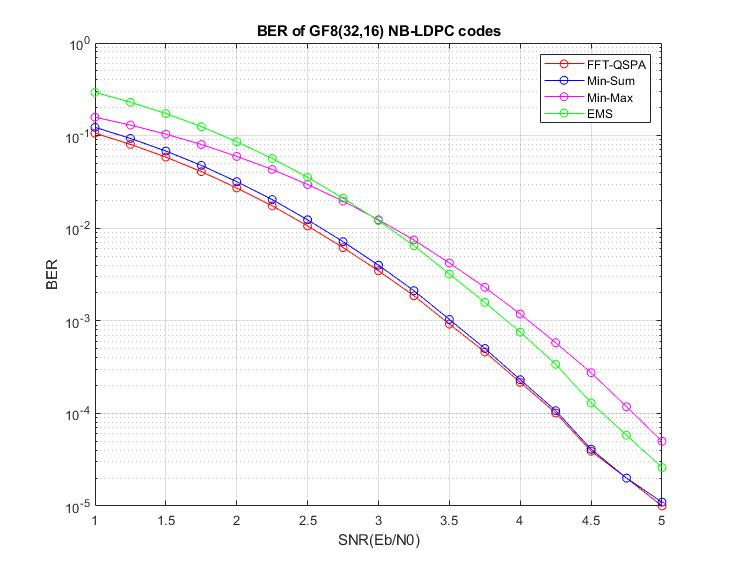 BER of GF8(32,16) NB-LDPC codes
FFT-QSPA
Min-Sum
Min-Max
EMS
10^0
10^-1
10^-2
10^-3
10^-4
10^-5
BER
1 1.5 2 2.5 3 3.5 4 4.5 5
SNR(Eb/N0)